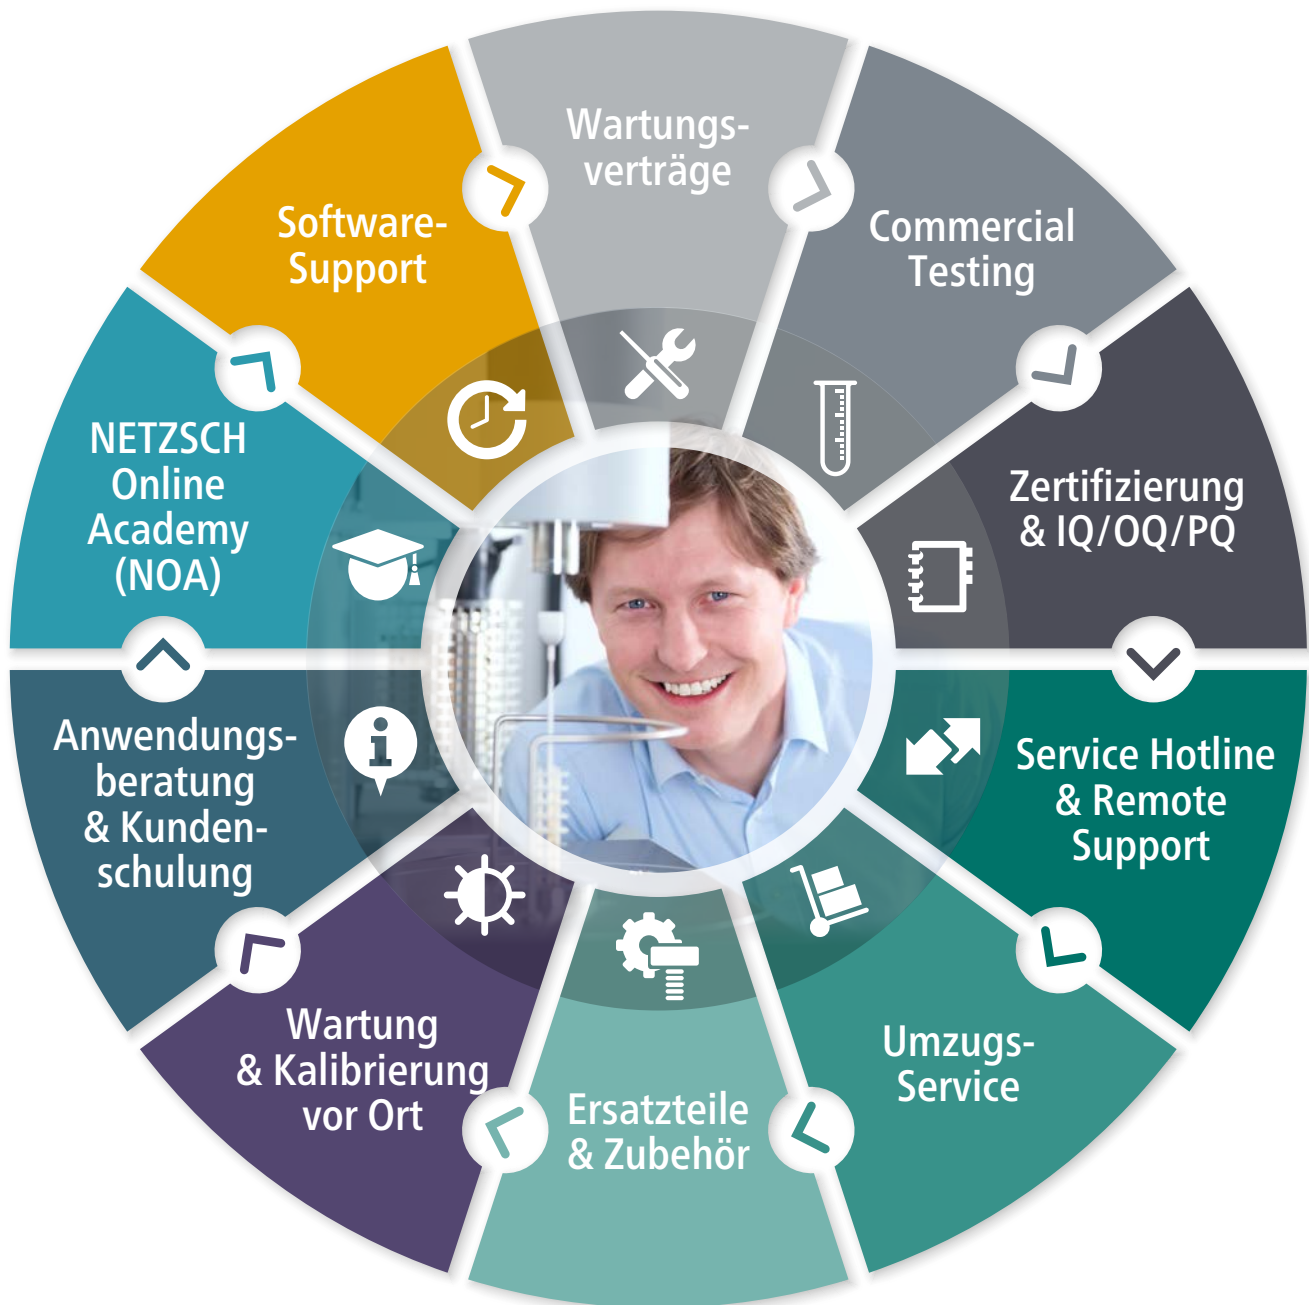 Wartungs-
verträge
Commercial
Testing
Zertifizierung
& IQ/OQ/PQ
Service Hotline
& Remote
Support
Umzugs-
Service
Ersatzteile
& Zubehör
Wartung
& Kalibrierung
vor Ort
Anwendungs-
beratung
& Kunden-
schulung
NETZSCH
Online
Academy
(NOA)
Software-
Support